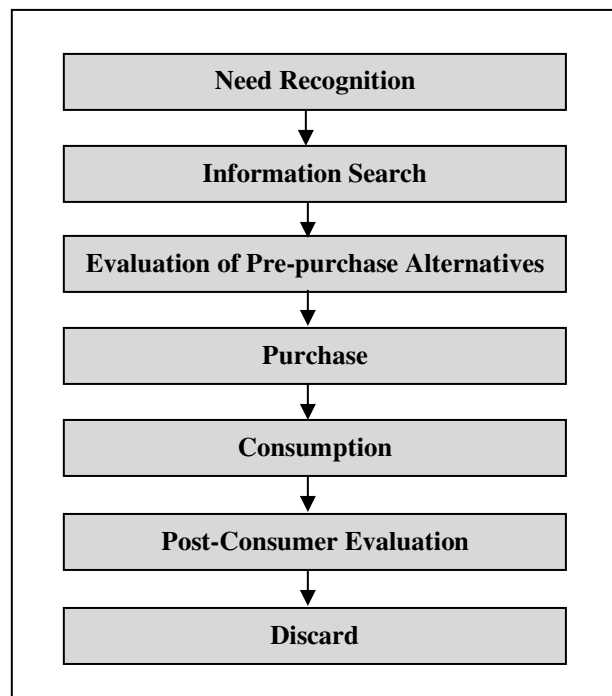 Need Recognition
Information Search
Evaluation of Pre-purchase Alternatives
Purchase
Consumption
Post-Consumer Evaluation
Discard